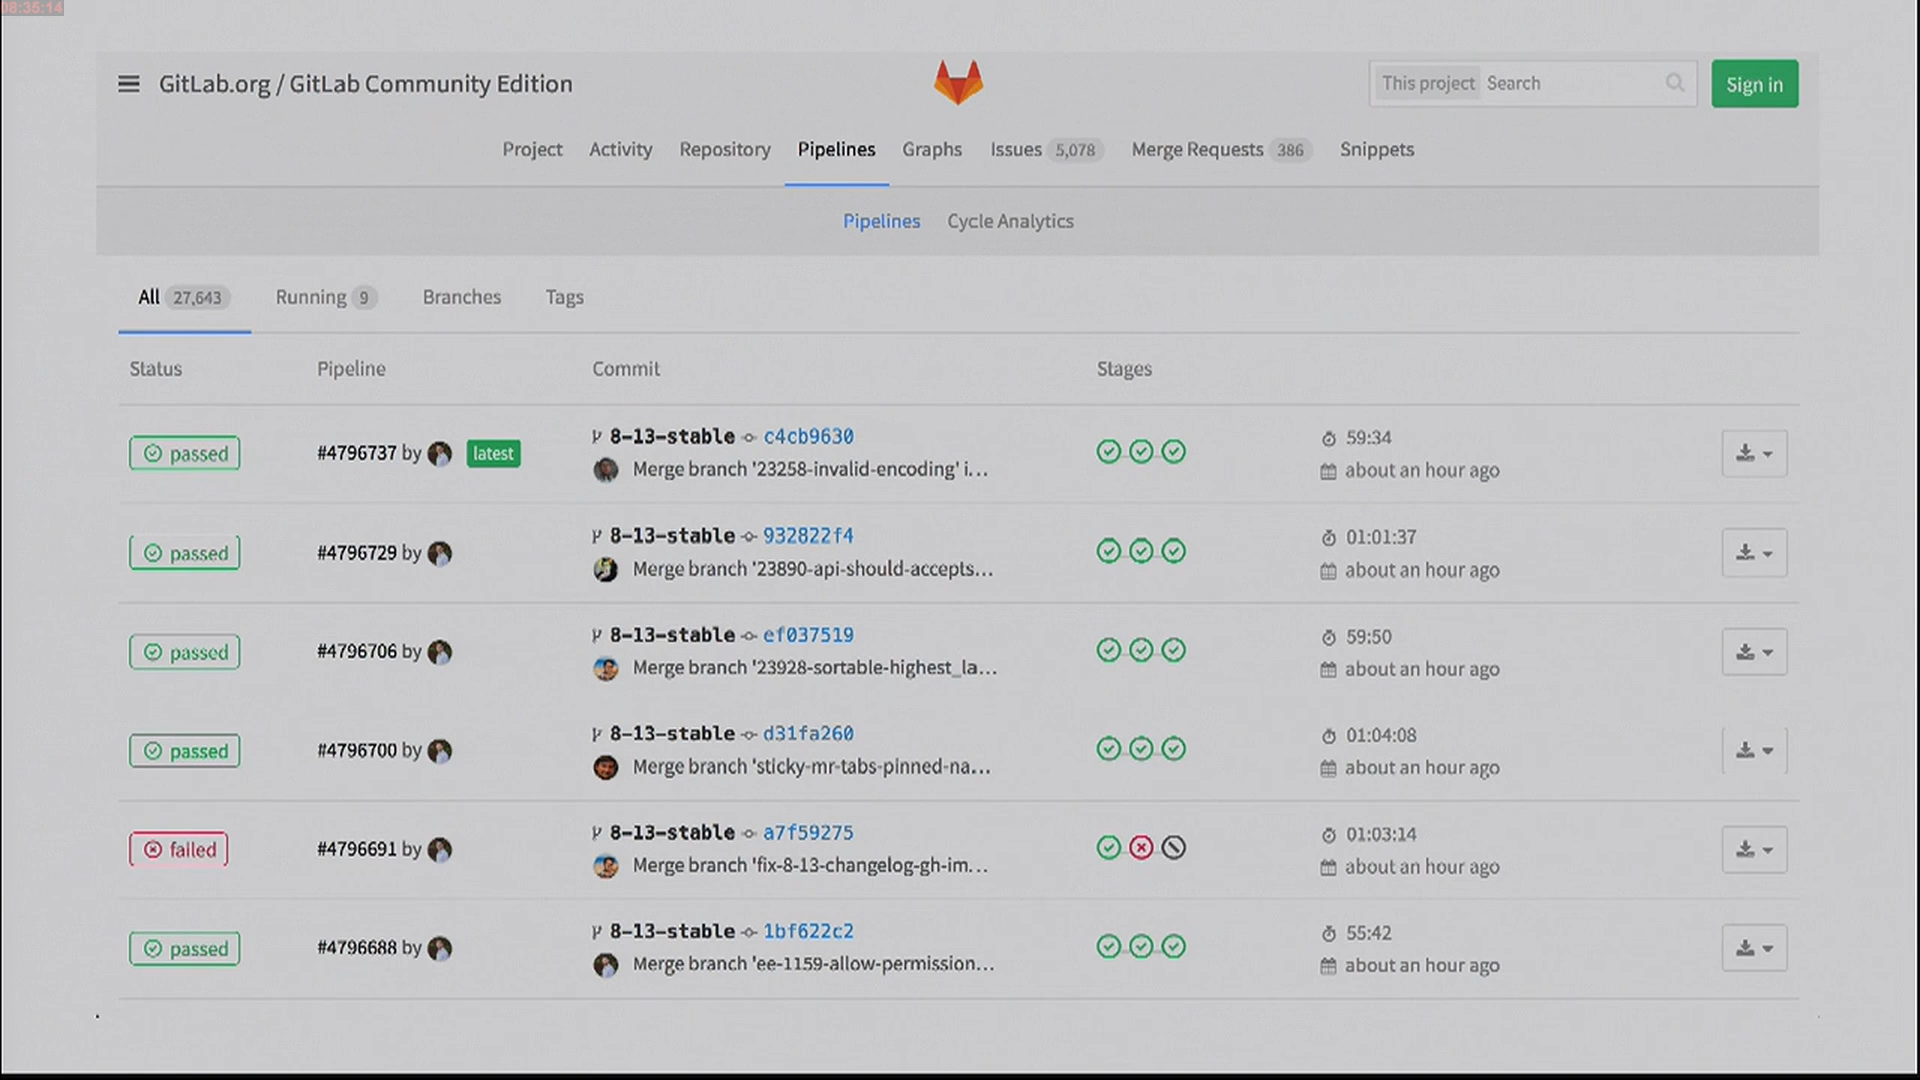 08:35:14
GitLab.org / GitLab Community Edition
This project Search
Sign in
Project Activity Repository Pipelines Graphs Issues 5,078 Merge Requests 386 Snippets
Pipelines Cycle Analytics
All 27,643 Running 9 Branches Tags
Status Pipeline Commit Stages
passed #4796737 by latest 8-13-stable c4cb9630 59:34
Merge branch '23258-invalid-encoding' i... about an hour ago
passed #4796729 by 8-13-stable 932822f4 01:01:37
Merge branch '23890-api-should-accepts... about an hour ago
passed #4796706 by 8-13-stable ef037519 59:50
Merge branch '23928-sortable-highest_la... about an hour ago
passed #4796700 by 8-13-stable d31fa260 01:04:08
Merge branch 'sticky-mr-tabs-pinned-na... about an hour ago
failed #4796691 by 8-13-stable a7f59275 01:03:14
Merge branch 'fix-8-13-changelog-gh-im... about an hour ago
passed #4796688 by 8-13-stable 1bf622c2 55:42
Merge branch 'ee-1159-allow-permission... about an hour ago